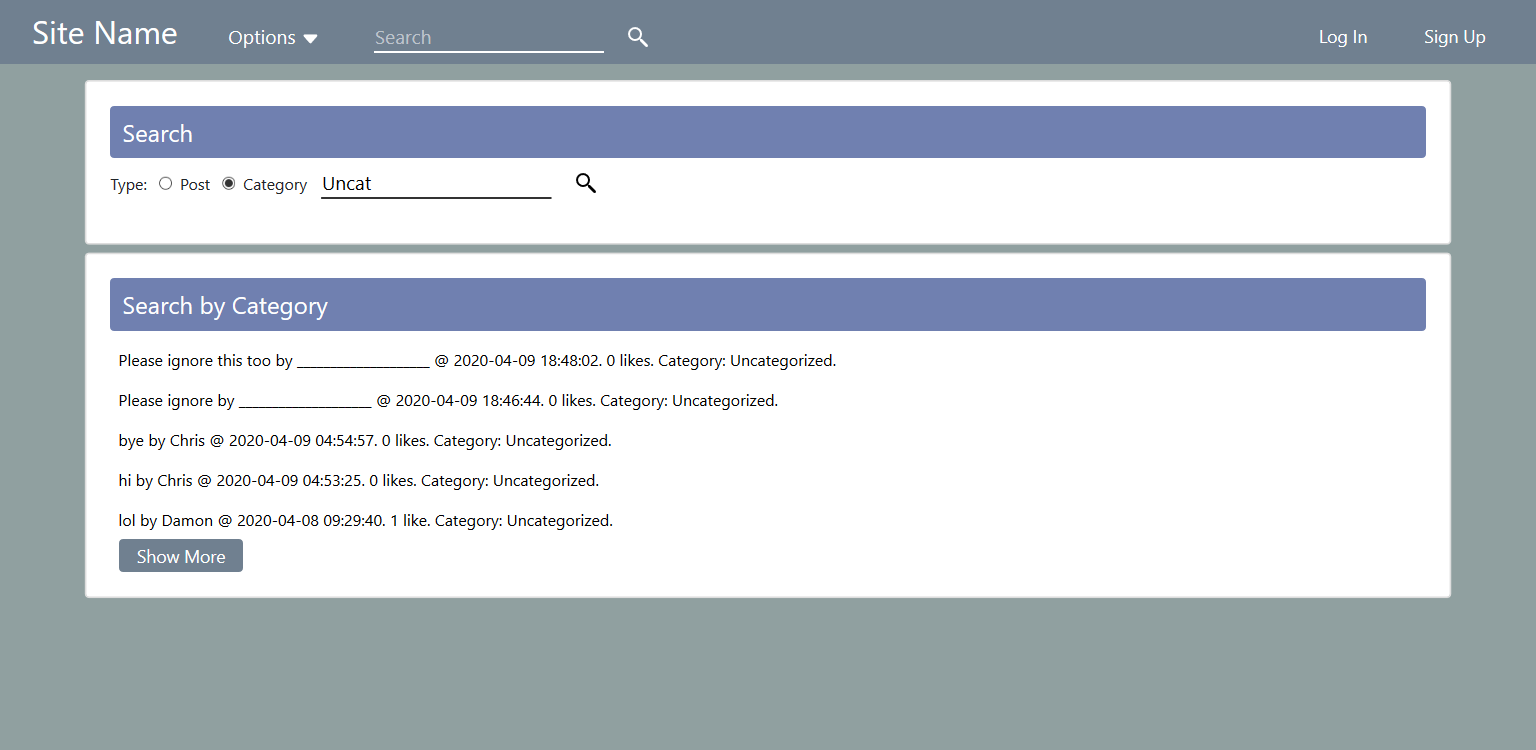 Site Name Options Search Log In Sign Up
Search
Type: Post Category Uncat
Search by Category
Please ignore this too by ____________________ @ 2020-04-09 18:48:02. 0 likes. Category: Uncategorized.
Please ignore by ____________________ @ 2020-04-09 18:46:44. 0 likes. Category: Uncategorized.
bye by Chris @ 2020-04-09 04:54:57. 0 likes. Category: Uncategorized.
hi by Chris @ 2020-04-09 04:53:25. 0 likes. Category: Uncategorized.
lol by Damon @ 2020-04-08 09:29:40. 1 like. Category: Uncategorized.
Show More